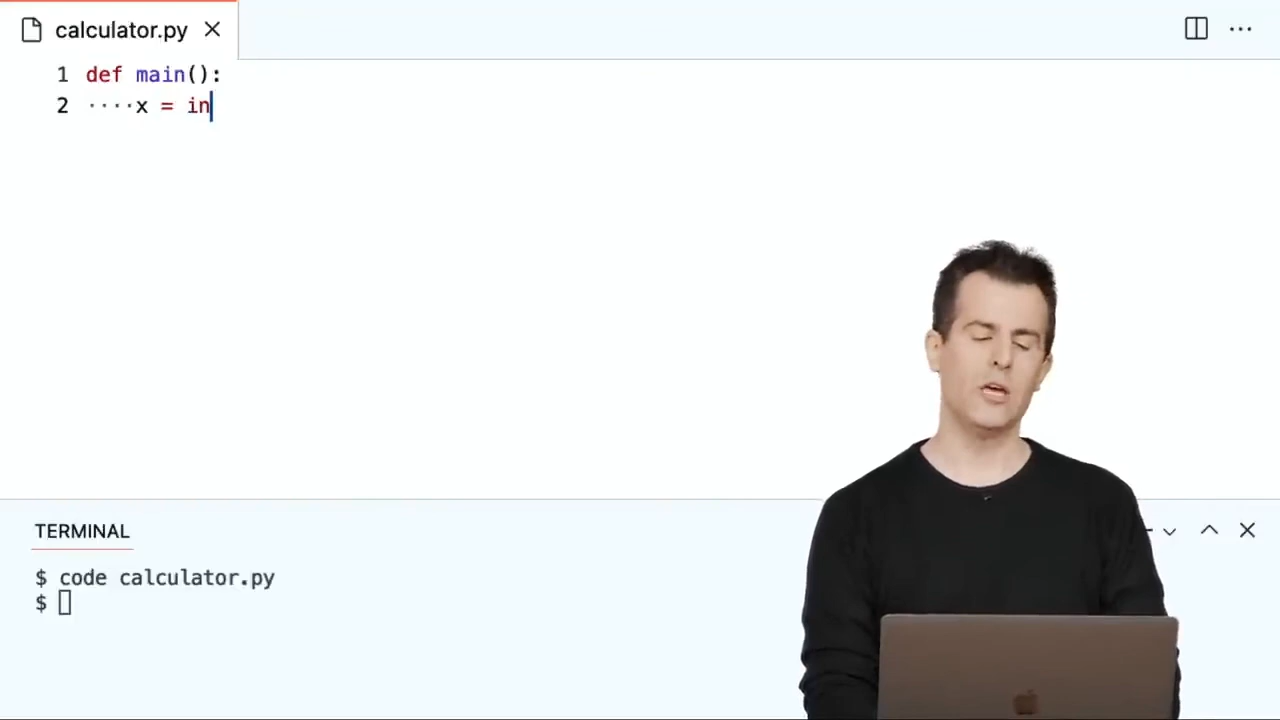 calculator.py
1 def main():
2 ····x = in
TERMINAL
$ code calculator.py
$